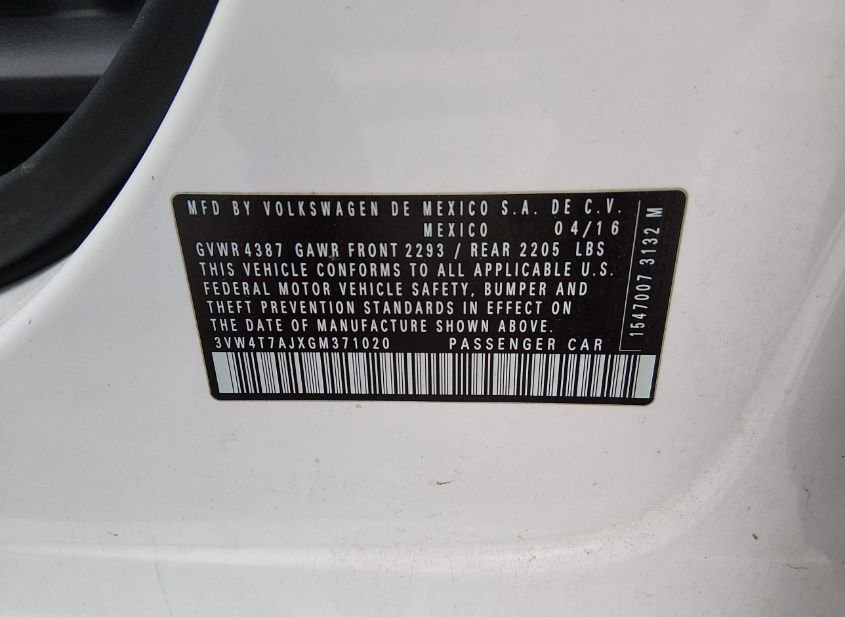 MFD BY VOLKSWAGEN DE MEXICO S.A. DE C.V.
MEXICO 04/16
GVWR 4387 GAWR FRONT 2293 / REAR 2205 LBS
THIS VEHICLE CONFORMS TO ALL APPLICABLE U.S.
FEDERAL MOTOR VEHICLE SAFETY, BUMPER AND
THEFT PREVENTION STANDARDS IN EFFECT ON
THE DATE OF MANUFACTURE SHOWN ABOVE.
3VW4T7AJXGM371020 PASSENGER CAR
1547007 3132 M